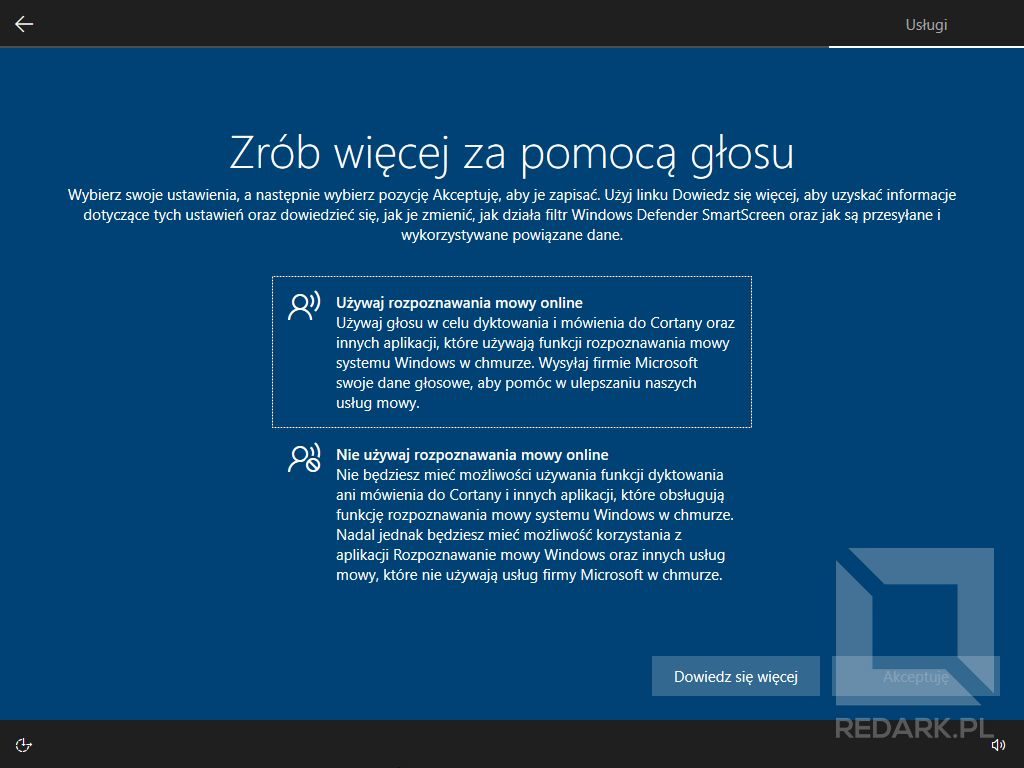 Usługi
Zrób więcej za pomocą głosu
Wybierz swoje ustawienia, a następnie wybierz pozycję Akceptuję, aby je zapisać. Użyj linku Dowiedz się więcej, aby uzyskać informacje
dotyczące tych ustawień oraz dowiedzieć się, jak je zmienić, jak działa filtr Windows Defender SmartScreen oraz jak są przesyłane i
wykorzystywane powiązane dane.
Używaj rozpoznawania mowy online
Używaj głosu w celu dyktowania i mówienia do Cortany oraz
innych aplikacji, które używają funkcji rozpoznawania mowy
systemu Windows w chmurze. Wysyłaj firmie Microsoft
swoje dane głosowe, aby pomóc w ulepszaniu naszych
usług mowy.
Nie używaj rozpoznawania mowy online
Nie będziesz mieć możliwości używania funkcji dyktowania
ani mówienia do Cortany i innych aplikacji, które obsługują
funkcję rozpoznawania mowy systemu Windows w chmurze.
Nadal jednak będziesz mieć możliwość korzystania z
aplikacji Rozpoznawanie mowy Windows oraz innych usług
mowy, które nie używają usług firmy Microsoft w chmurze.
Dowiedz się więcej
Akceptuję
REDARK.PL